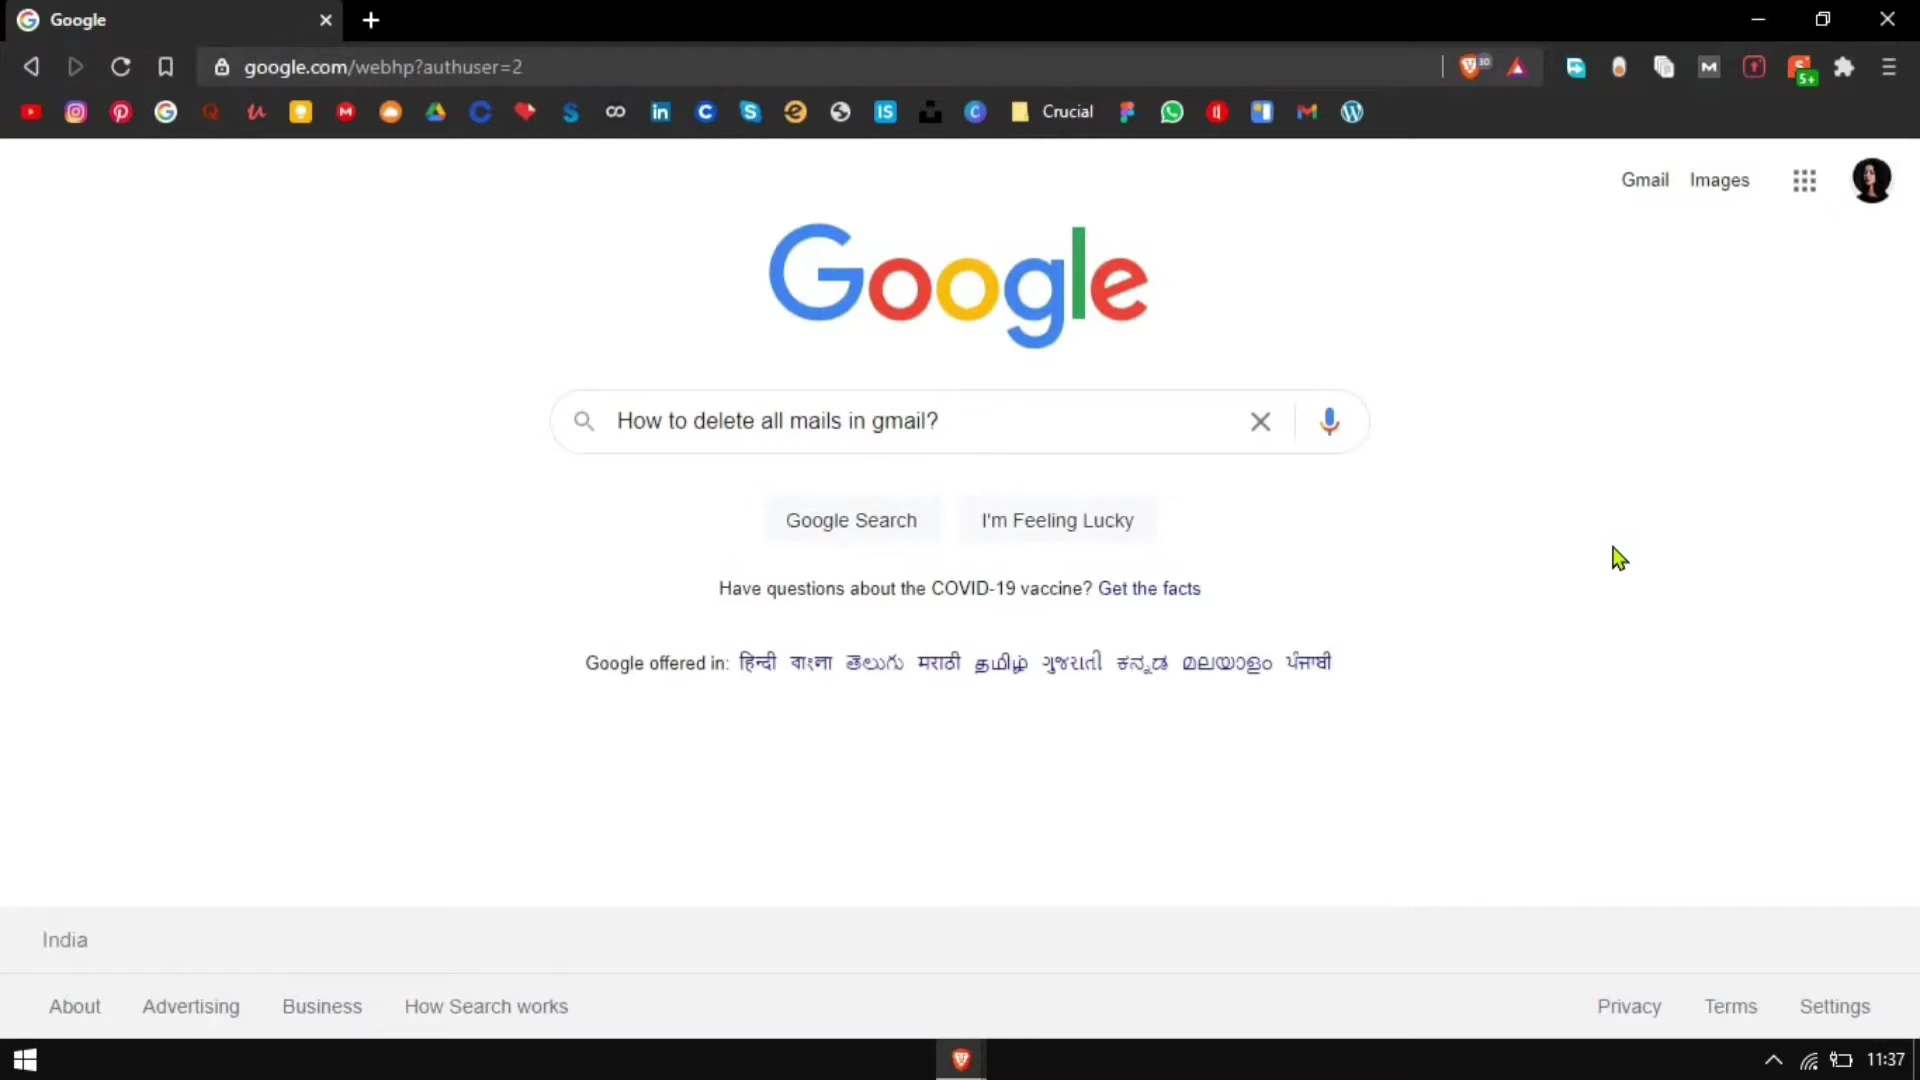 Google
google.com/webhp?authuser=2
30
5+
Crucial
Gmail Images
Google
How to delete all mails in gmail?
Google Search I'm Feeling Lucky
Have questions about the COVID-19 vaccine? Get the facts
Google offered in: हिन्दी বাংলা తెలుగు मराठी தமிழ் ગુજરાતી ಕನ್ನಡ മലയാളം ਪੰਜਾਬੀ
India
About Advertising Business How Search works Privacy Terms Settings
11:37